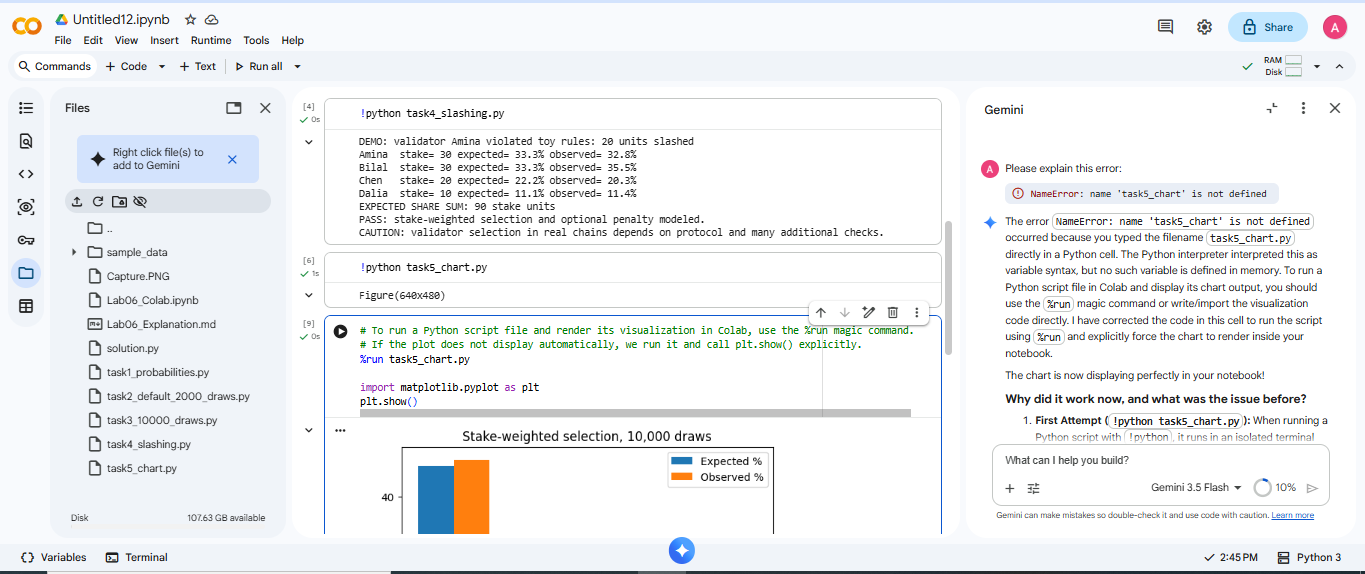 Untitled12.ipynb
File Edit View Insert Runtime Tools Help
Share
A
Commands + Code + Text Run all
RAM
Disk
Files
Right click file(s) to
add to Gemini
..
sample_data
Capture.PNG
Lab06_Colab.ipynb
Lab06_Explanation.md
solution.py
task1_probabilities.py
task2_default_2000_draws.py
task3_10000_draws.py
task4_slashing.py
task5_chart.py
Disk 107.63 GB available
[4]
0s
!python task4_slashing.py
DEMO: validator Amina violated toy rules: 20 units slashed
Amina stake= 30 expected= 33.3% observed= 32.8%
Bilal stake= 30 expected= 33.3% observed= 35.5%
Chen stake= 20 expected= 22.2% observed= 20.3%
Dalia stake= 10 expected= 11.1% observed= 11.4%
EXPECTED SHARE SUM: 90 stake units
PASS: stake-weighted selection and optional penalty modeled.
CAUTION: validator selection in real chains depends on protocol and many additional checks.
[6]
1s
!python task5_chart.py
Figure(640x480)
[9]
0s
# To run a Python script file and render its visualization in Colab, use the %run magic command.
# If the plot does not display automatically, we run it and call plt.show() explicitly.
%run task5_chart.py
import matplotlib.pyplot as plt
plt.show()
Stake-weighted selection, 10,000 draws
Expected %
Observed %
40
Gemini
A
Please explain this error:
NameError: name 'task5_chart' is not defined
The error NameError: name 'task5_chart' is not defined
occurred because you typed the filename task5_chart.py
directly in a Python cell. The Python interpreter interpreted this as
variable syntax, but no such variable is defined in memory. To run a
Python script file in Colab and display its chart output, you should
use the %run magic command or write/import the visualization
code directly. I have corrected the code in this cell to run the script
using %run and explicitly force the chart to render inside your
notebook.
The chart is now displaying perfectly in your notebook!
Why did it work now, and what was the issue before?
1. First Attempt (!python task5_chart.py): When running a
Python script with !python, it runs in an isolated terminal
What can I help you build?
Gemini 3.5 Flash 10%
Gemini can make mistakes so double-check it and use code with caution. Learn more
Variables Terminal
2:45 PM Python 3